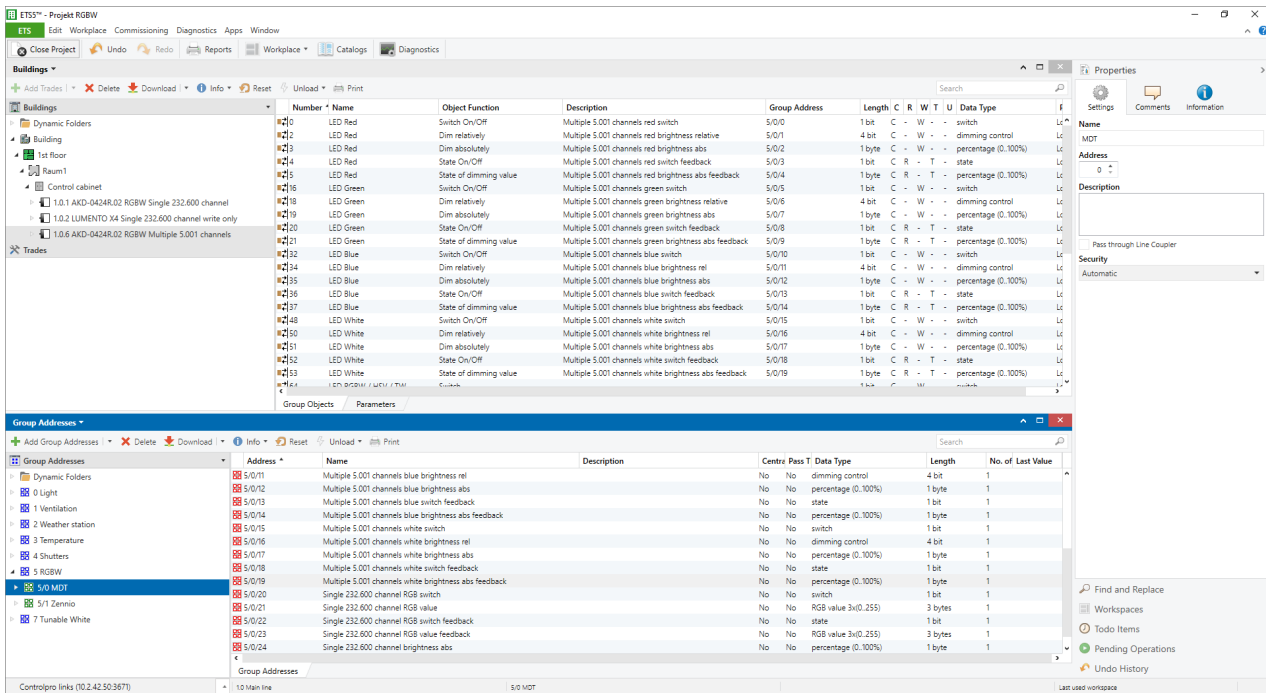 ETS5™ - Projekt RGBW
ETS Edit Workplace Commissioning Diagnostics Apps Window
Close Project Undo Redo Reports Workplace Catalogs Diagnostics
Buildings
Add Trades Delete Download Info Reset Unload Print Search
Buildings
Dynamic Folders
Building
1st floor
Raum1
Control cabinet
1.0.1 AKD-0424R.02 RGBW Single 232.600 channel
1.0.2 LUMENTO X4 Single 232.600 channel write only
1.0.6 AKD-0424R.02 RGBW Multiple 5.001 channels
Trades
Number Name Object Function Description Group Address Length C R W T U Data Type
0 LED Red Switch On/Off Multiple 5.001 channels red switch 5/0/0 1 bit C - W - - switch
2 LED Red Dim relatively Multiple 5.001 channels red brightness relative 5/0/1 4 bit C - W - - dimming control
3 LED Red Dim absolutely Multiple 5.001 channels red brightness abs 5/0/2 1 byte C - W - - percentage (0..100%)
4 LED Red State On/Off Multiple 5.001 channels red switch feedback 5/0/3 1 bit C R - T - state
5 LED Red State of dimming value Multiple 5.001 channels red brightness abs feedback 5/0/4 1 byte C R - T - percentage (0..100%)
16 LED Green Switch On/Off Multiple 5.001 channels green switch 5/0/5 1 bit C - W - - switch
18 LED Green Dim relatively Multiple 5.001 channels green brightness relative 5/0/6 4 bit C - W - - dimming control
19 LED Green Dim absolutely Multiple 5.001 channels green brightness abs 5/0/7 1 byte C - W - - percentage (0..100%)
20 LED Green State On/Off Multiple 5.001 channels green switch feedback 5/0/8 1 bit C R - T - state
21 LED Green State of dimming value Multiple 5.001 channels green brightness abs feedback 5/0/9 1 byte C R - T - percentage (0..100%)
32 LED Blue Switch On/Off Multiple 5.001 channels blue switch 5/0/10 1 bit C - W - - switch
34 LED Blue Dim relatively Multiple 5.001 channels blue brightness rel 5/0/11 4 bit C - W - - dimming control
35 LED Blue Dim absolutely Multiple 5.001 channels blue brightness abs 5/0/12 1 byte C - W - - percentage (0..100%)
36 LED Blue State On/Off Multiple 5.001 channels blue switch feedback 5/0/13 1 bit C R - T - state
37 LED Blue State of dimming value Multiple 5.001 channels blue brightness abs feedback 5/0/14 1 byte C R - T - percentage (0..100%)
48 LED White Switch On/Off Multiple 5.001 channels white switch 5/0/15 1 bit C - W - - switch
50 LED White Dim relatively Multiple 5.001 channels white brightness rel 5/0/16 4 bit C - W - - dimming control
51 LED White Dim absolutely Multiple 5.001 channels white brightness abs 5/0/17 1 byte C - W - - percentage (0..100%)
52 LED White State On/Off Multiple 5.001 channels white switch feedback 5/0/18 1 bit C R - T - state
53 LED White State of dimming value Multiple 5.001 channels white brightness abs feedback 5/0/19 1 byte C R - T - percentage (0..100%)
64 LED RGBW / HSV / TW Switch 1 bit C W switch
Group Objects Parameters
Group Addresses
Add Group Addresses Delete Download Info Reset Unload Print Search
Group Addresses
Dynamic Folders
0 Light
1 Ventilation
2 Weather station
3 Temperature
4 Shutters
5 RGBW
5/0 MDT
5/1 Zennio
7 Tunable White
Address Name Description Centra Pass T Data Type Length No. of Last Value
5/0/11 Multiple 5.001 channels blue brightness rel No No dimming control 4 bit 1
5/0/12 Multiple 5.001 channels blue brightness abs No No percentage (0..100%) 1 byte 1
5/0/13 Multiple 5.001 channels blue switch feedback No No state 1 bit 1
5/0/14 Multiple 5.001 channels blue brightness abs feedback No No percentage (0..100%) 1 byte 1
5/0/15 Multiple 5.001 channels white switch No No switch 1 bit 1
5/0/16 Multiple 5.001 channels white brightness rel No No dimming control 4 bit 1
5/0/17 Multiple 5.001 channels white brightness abs No No percentage (0..100%) 1 byte 1
5/0/18 Multiple 5.001 channels white switch feedback No No state 1 bit 1
5/0/19 Multiple 5.001 channels white brightness abs feedback No No percentage (0..100%) 1 byte 1
5/0/20 Single 232.600 channel RGB switch No No switch 1 bit 1
5/0/21 Single 232.600 channel RGB value No No RGB value 3x(0..255) 3 bytes 1
5/0/22 Single 232.600 channel RGB switch feedback No No state 1 bit 1
5/0/23 Single 232.600 channel RGB value feedback No No RGB value 3x(0..255) 3 bytes 1
5/0/24 Single 232.600 channel brightness abs No No percentage (0..100%) 1 byte 1
Group Addresses
Properties
Settings Comments Information
Name
MDT
Address
0
Description
Pass through Line Coupler
Security
Automatic
Find and Replace
Workspaces
Todo Items
Pending Operations
Undo History
Controlpro links (10.2.42.50:3671) 1.0 Main line 5/0 MDT Last used workspace